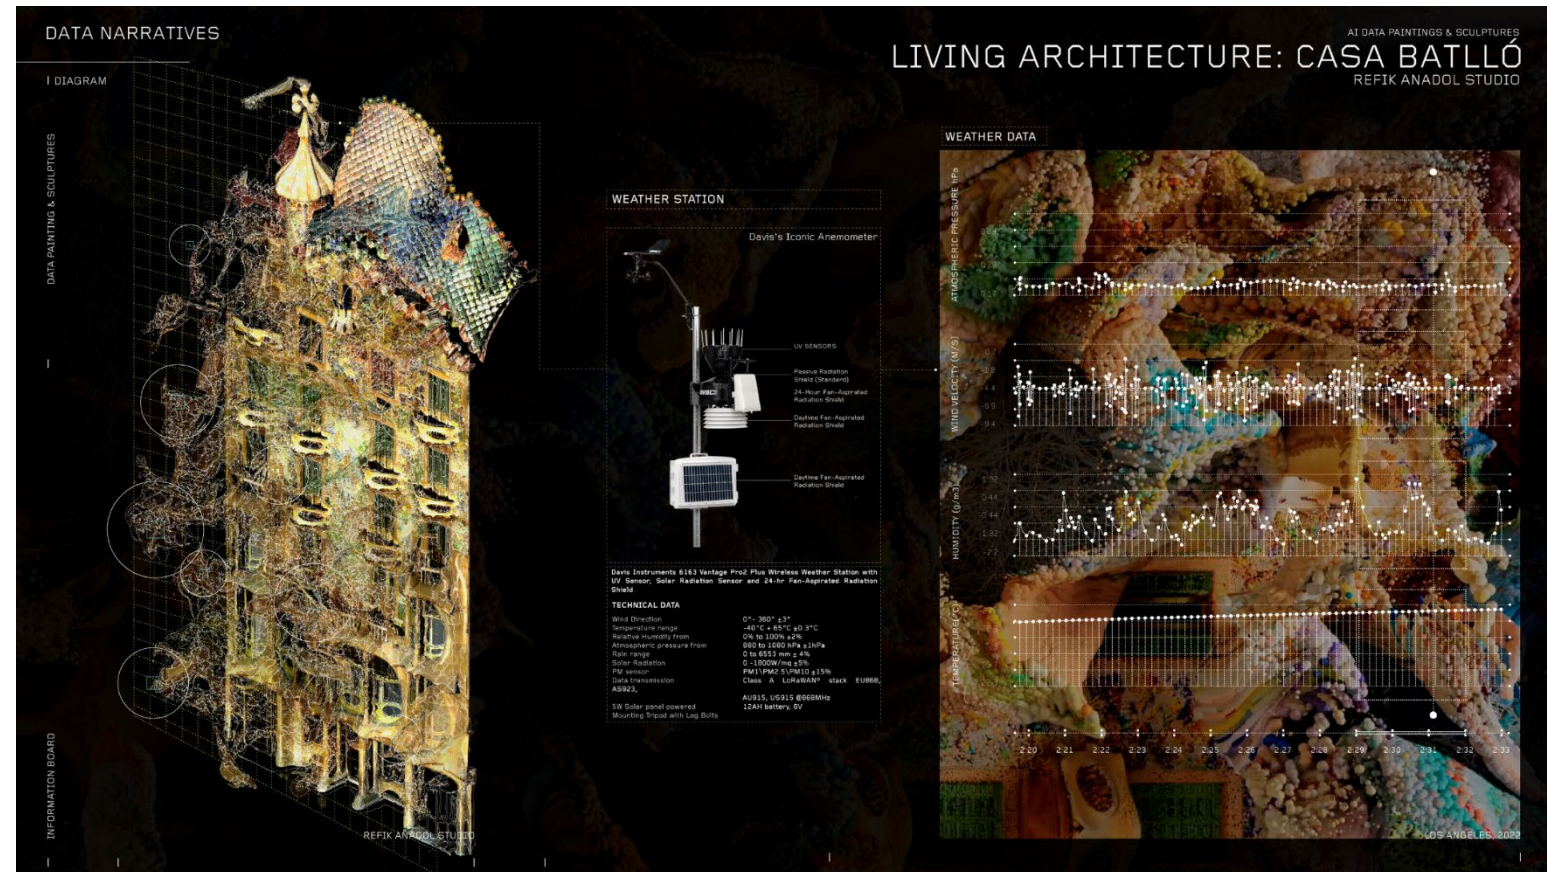 DATA NARRATIVES
DIAGRAM
DATA PAINTING & SCULPTURES
INFORMATION BOARD
REFIK ANADOL STUDIO
AI DATA PAINTINGS & SCULPTURES
LIVING ARCHITECTURE: CASA BATLLÓ
REFIK ANADOL STUDIO
WEATHER STATION
Davis's Iconic Anemometer
UV SENSORS
Passive Radiation
Shield (Standard)
24-Hour Fan-Aspirated
Radiation Shield
Daytime Fan-Aspirated
Radiation Shield
Daytime Fan-Aspirated
Radiation Shield
Davis Instruments 6163 Vantage Pro2 Plus Wireless Weather Station with
UV Sensor, Solar Radiation Sensor and 24-hr Fan-Aspirated Radiation
Shield
TECHNICAL DATA
Wind Direction 0°- 360° ±3°
Temperature range -40°C + 65°C ±0.3°C
Relative Humidity from 0% to 100% ±2%
Atmospheric pressure from to 1080 hPa ±1hPa
Rain range 0 to 6553 mm ± 4%
Solar Radiation 0 -1800W/mq ±5%
PM sensor PM1\PM2.5\PM10 ±15%
Data transmission Class A LoRaWAN® stack EU868,
AS923,
AU915, US915 @868MHz
5W Solar panel powered 12AH battery, 6V
Mounting Tripod with Lag Bolts
WEATHER DATA
ATMOSPHERIC PRESSURE hPa
WIND VELOCITY (M/S)
HUMIDITY (g/m3)
TEMPERATURE
2:20 2:21 2:22 2:23 2:24 2:25 2:26 2:27 2:28 2:29 2:30 2:31 2:32 2:33
LOS ANGELES, 2022